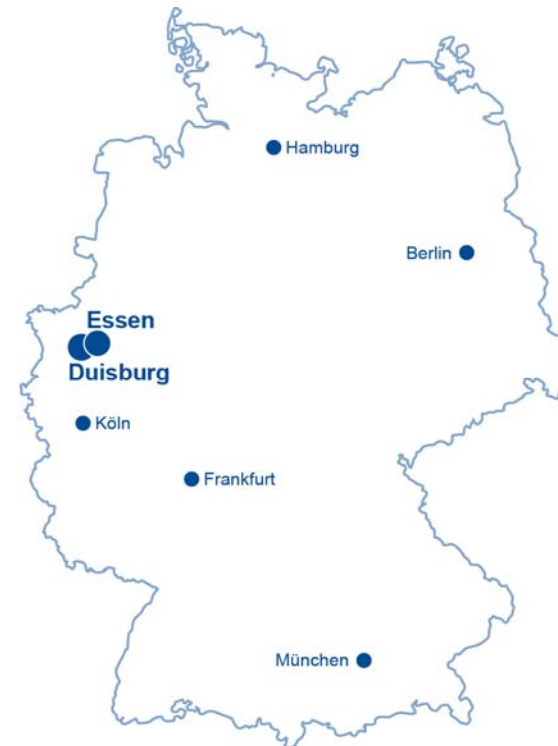 Hamburg
Berlin
Essen
Duisburg
Köln
Frankfurt
München